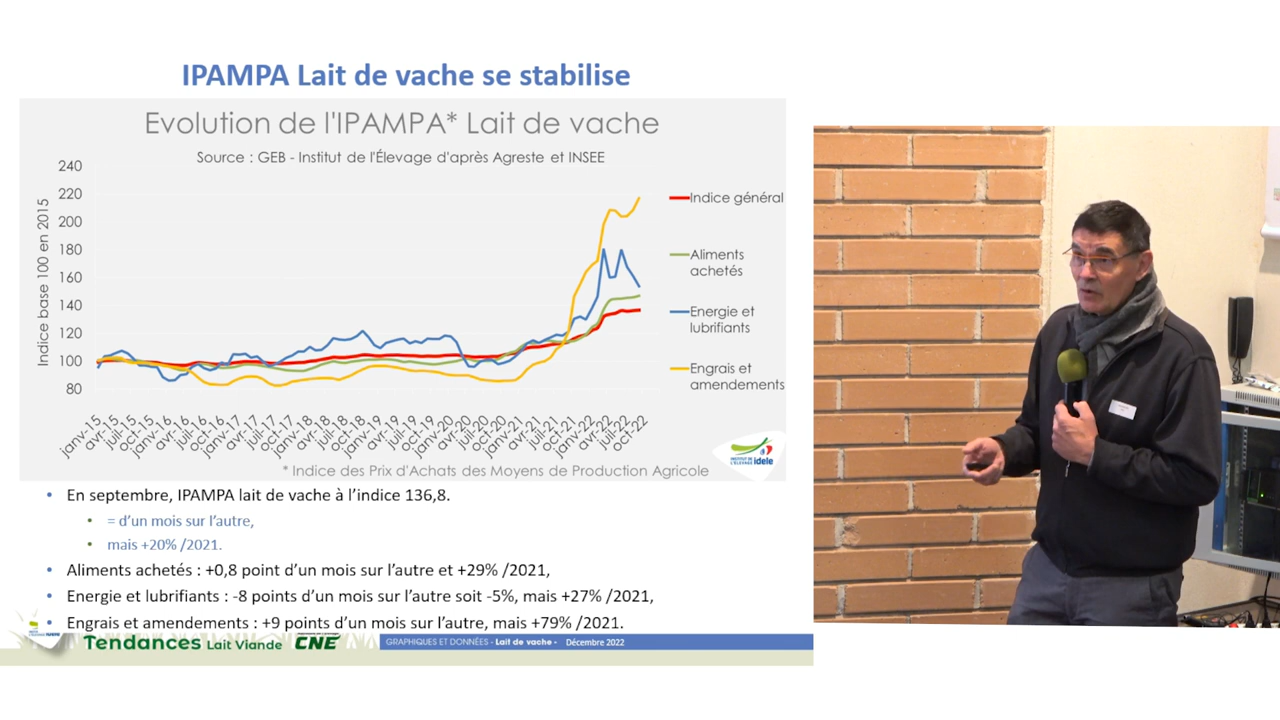 IPAMPA Lait de vache se stabilise
Evolution de l'IPAMPA* Lait de vache
Source : GEB - Institut de l'Élevage d'après Agreste et INSEE
Indice base 100 en 2015
240
220
200
180
160
140
120
100
80
Indice général
Aliments
achetés
Energie et
lubrifiants
Engrais et
amendements
janv-15
avr-15
juil-15
oct-15
janv-16
avr-16
juil-16
oct-16
janv-17
avr-17
juil-17
oct-17
janv-18
avr-18
juil-18
oct-18
janv-19
avr-19
juil-19
oct-19
janv-20
avr-20
juil-20
oct-20
janv-21
avr-21
juil-21
oct-21
janv-22
avr-22
juil-22
oct-22
INSTITUT DE
L'ÉLEVAGE idele
* Indice des Prix d'Achats des Moyens de Production Agricole
• En septembre, IPAMPA lait de vache à l'indice 136,8.
• = d'un mois sur l'autre,
• mais +20% /2021.
• Aliments achetés : +0,8 point d'un mois sur l'autre et +29% /2021,
• Energie et lubrifiants : -8 points d'un mois sur l'autre soit -5%, mais +27% /2021,
• Engrais et amendements : +9 points d'un mois sur l'autre, mais +79% /2021.
Tendances Lait Viande CNE
GRAPHIQUES ET DONNÉES - Lait de vache - Décembre 2022